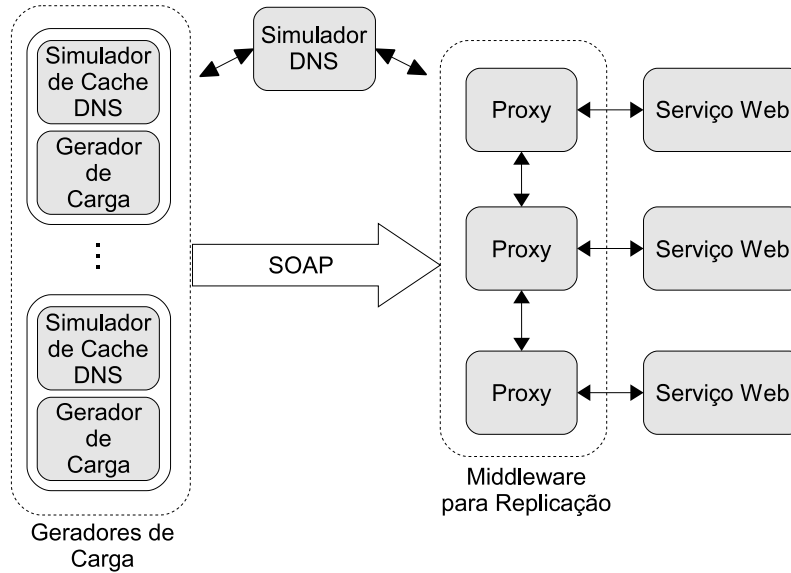 Simulador
de Cache
DNS
Gerador
de
Carga
Simulador
de Cache
DNS
Gerador
de
Carga
Geradores de
Carga
Simulador
DNS
SOAP
Proxy
Proxy
Proxy
Middleware
para Replicação
Serviço Web
Serviço Web
Serviço Web